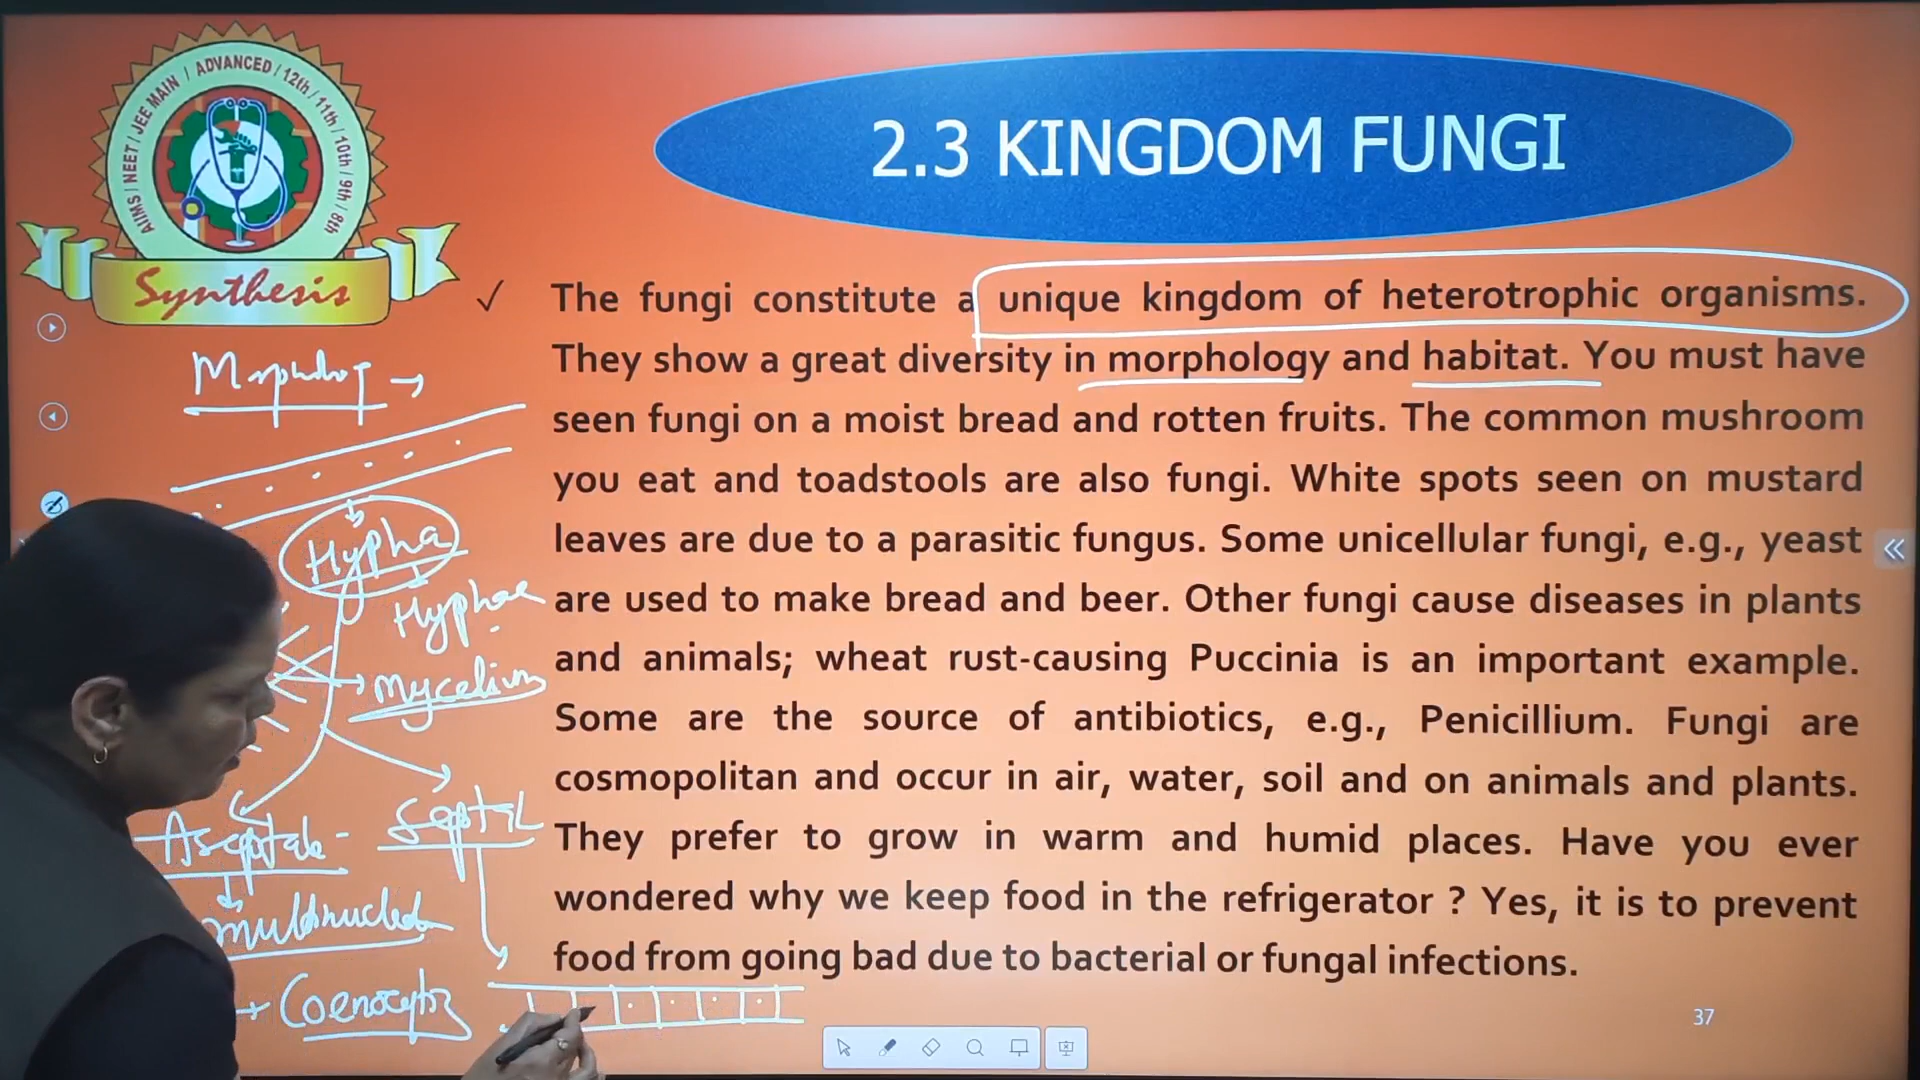 AIIMS / NEET / JEE MAIN / ADVANCED / 12th / 11th / 10th / 9th / 8th
Synthesis
2.3 KINGDOM FUNGI
✓ The fungi constitute a unique kingdom of heterotrophic organisms.
They show a great diversity in morphology and habitat. You must have
seen fungi on a moist bread and rotten fruits. The common mushroom
you eat and toadstools are also fungi. White spots seen on mustard
leaves are due to a parasitic fungus. Some unicellular fungi, e.g., yeast
are used to make bread and beer. Other fungi cause diseases in plants
and animals; wheat rust-causing Puccinia is an important example.
Some are the source of antibiotics, e.g., Penicillium. Fungi are
cosmopolitan and occur in air, water, soil and on animals and plants.
They prefer to grow in warm and humid places. Have you ever
wondered why we keep food in the refrigerator ? Yes, it is to prevent
food from going bad due to bacterial or fungal infections.
Hypha
Hyphae
Mycelium
Aseptate
37